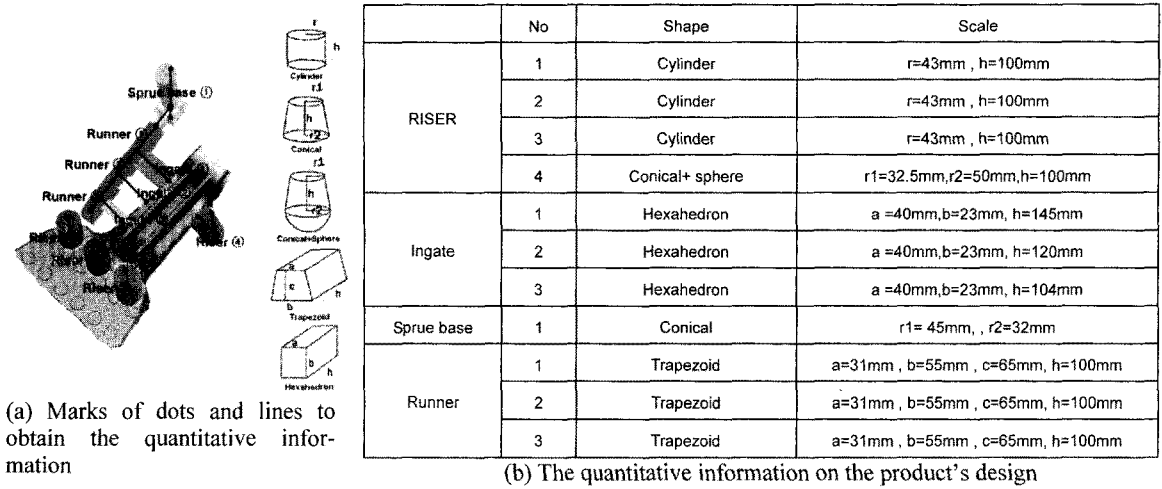 r
h
Cylinder
r1
h
r2
Conical
r1
h
r2
Conical+Sphere
a
c
h
b
Trapezoid
a
b
h
Hexahedron
Sprue base ①
Runner
Runner
Runner
Riser ④
(a) Marks of dots and lines to
obtain the quantitative infor-
mation
No Shape Scale
RISER
1 Cylinder r=43mm , h=100mm
2 Cylinder r=43mm , h=100mm
3 Cylinder r=43mm , h=100mm
4 Conical+ sphere r1=32.5mm,r2=50mm,h=100mm
Ingate
1 Hexahedron a =40mm,b=23mm, h=145mm
2 Hexahedron a =40mm,b=23mm, h=120mm
3 Hexahedron a =40mm,b=23mm, h=104mm
Sprue base 1 Conical r1= 45mm, , r2=32mm
Runner
1 Trapezoid a=31mm , b=55mm , c=65mm, h=100mm
2 Trapezoid a=31mm , b=55mm , c=65mm, h=100mm
3 Trapezoid a=31mm , b=55mm , c=65mm, h=100mm
(b) The quantitative information on the product's design